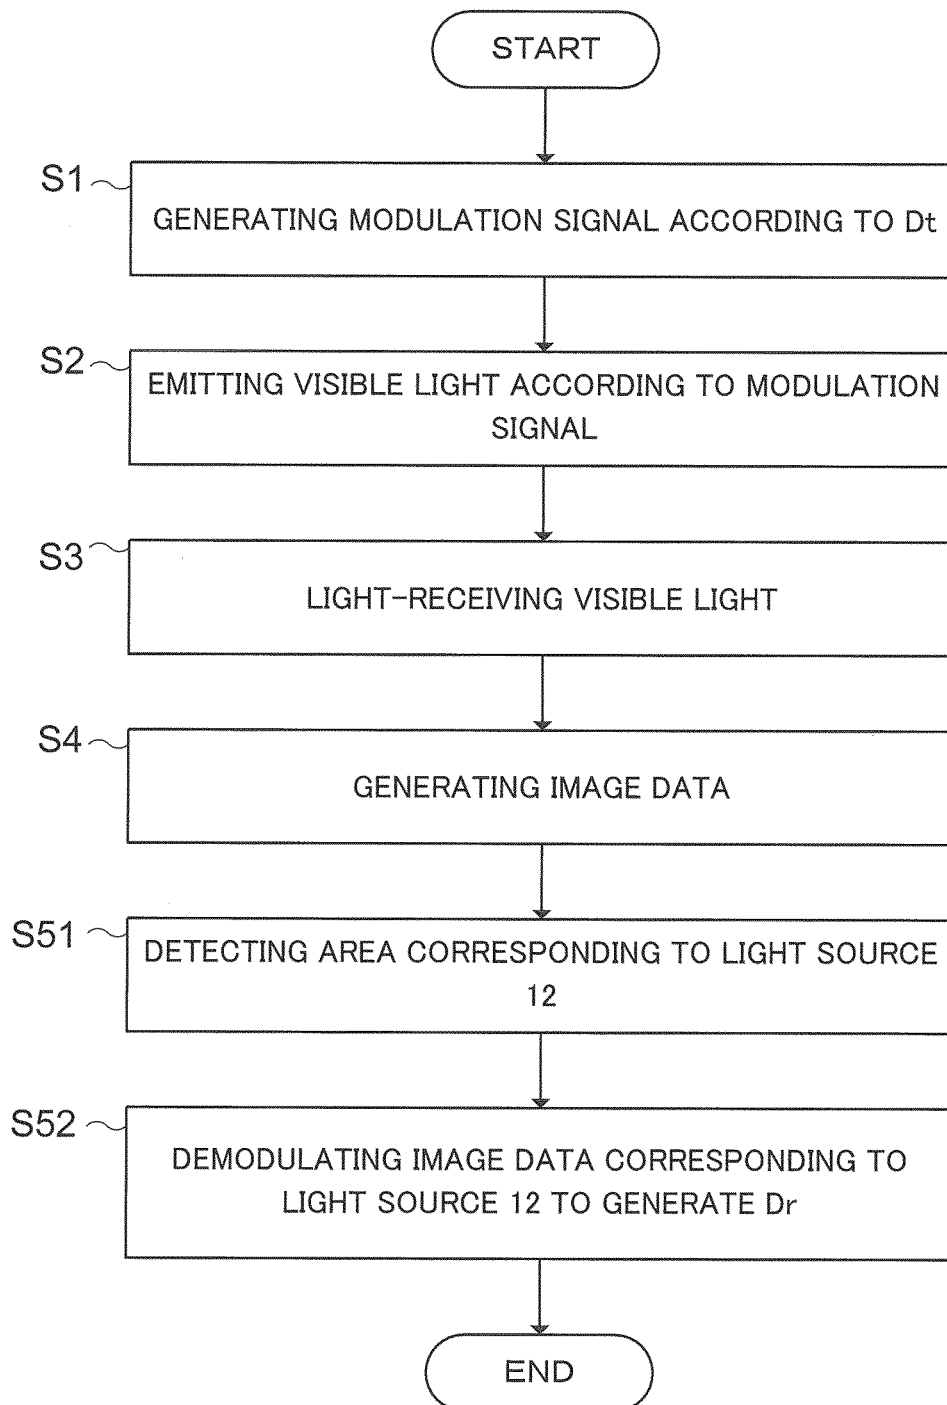 START
S1
GENERATING MODULATION SIGNAL ACCORDING TO Dt
S2
EMITTING VISIBLE LIGHT ACCORDING TO MODULATION
SIGNAL
S3
LIGHT-RECEIVING VISIBLE LIGHT
S4
GENERATING IMAGE DATA
S51
DETECTING AREA CORRESPONDING TO LIGHT SOURCE
12
S52
DEMODULATING IMAGE DATA CORRESPONDING TO
LIGHT SOURCE 12 TO GENERATE Dr
END